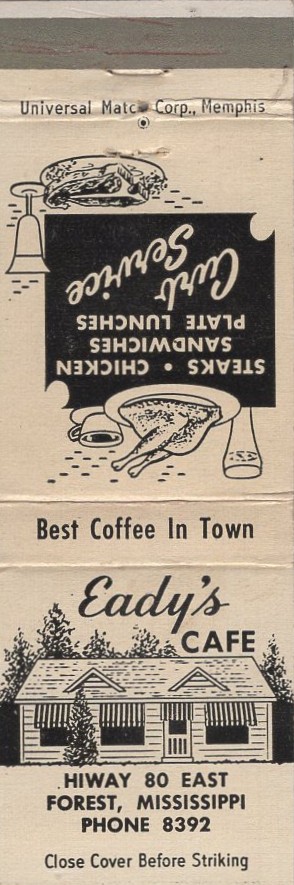 Universal Match Corp., Memphis
STEAKS • CHICKEN
SANDWICHES
PLATE LUNCHES
Curb
Service
Best Coffee In Town
Eady's
CAFE
HIWAY 80 EAST
FOREST, MISSISSIPPI
PHONE 8392
Close Cover Before Striking